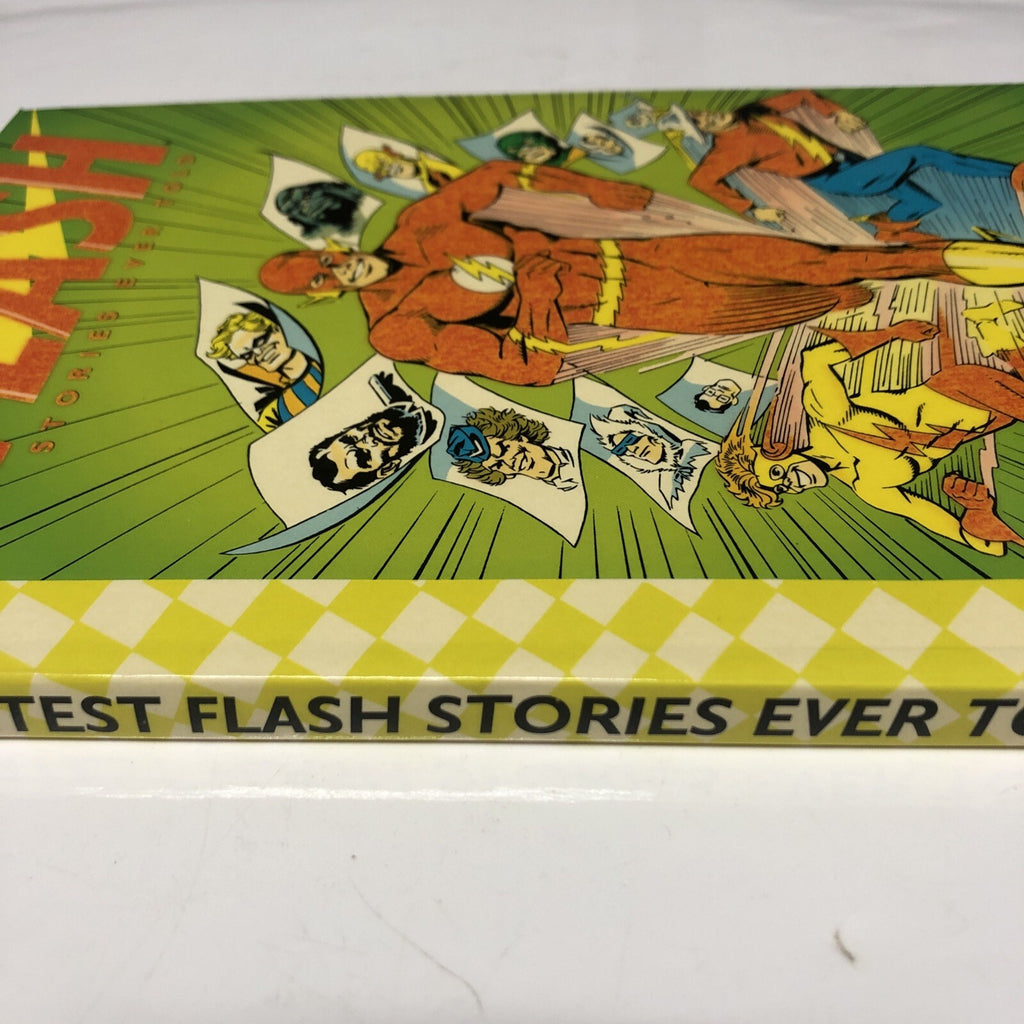 LASH
STORIES EVER TOLD
TEST FLASH STORIES EVER TO